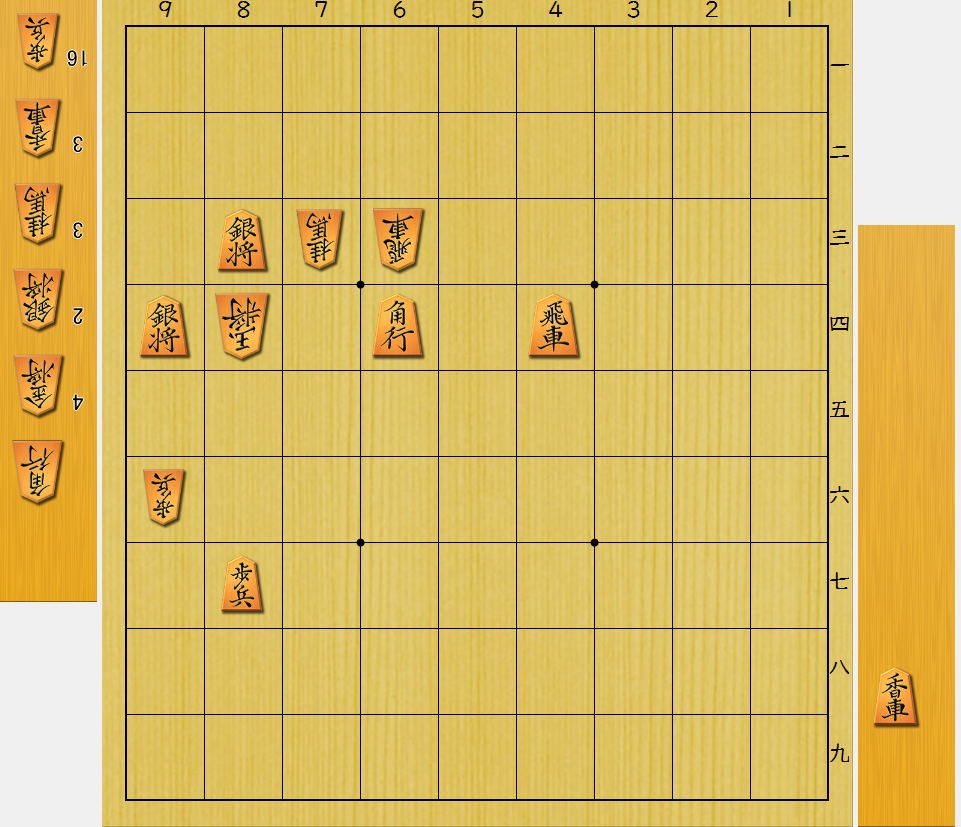 9 8 7 6 5 4 3 2 1
一
二
三
四
五
六
七
八
九
歩兵 16
香車 3
桂馬 3
銀将 2
金将 4
角行
銀将 桂馬 飛車
銀将 玉将 角行 飛車
歩兵
歩兵
香車